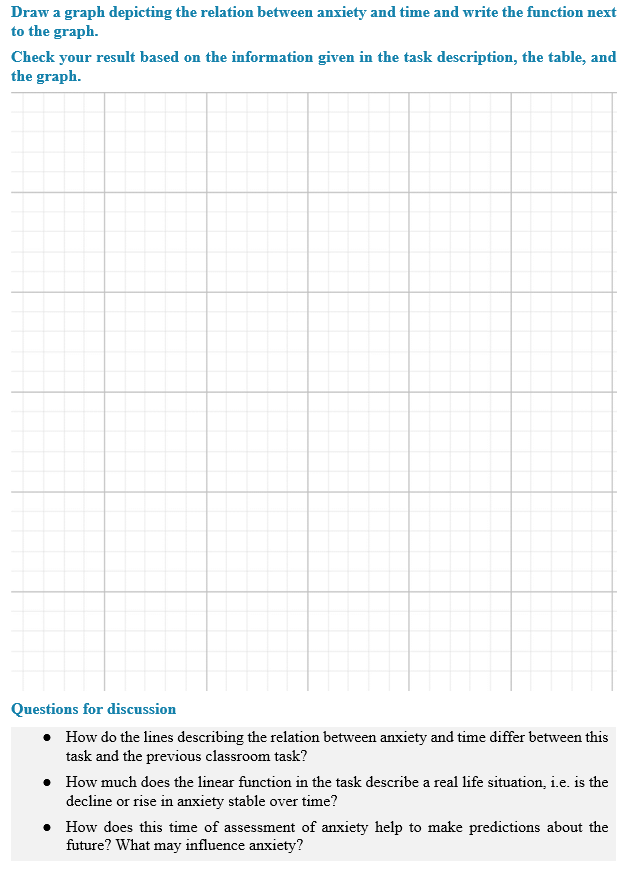 Draw a graph depicting the relation between anxiety and time and write the function next
to the graph.
Check your result based on the information given in the task description, the table, and
the graph.
Questions for discussion
● How do the lines describing the relation between anxiety and time differ between this
task and the previous classroom task?
● How much does the linear function in the task describe a real life situation, i.e. is the
decline or rise in anxiety stable over time?
● How does this time of assessment of anxiety help to make predictions about the
future? What may influence anxiety?